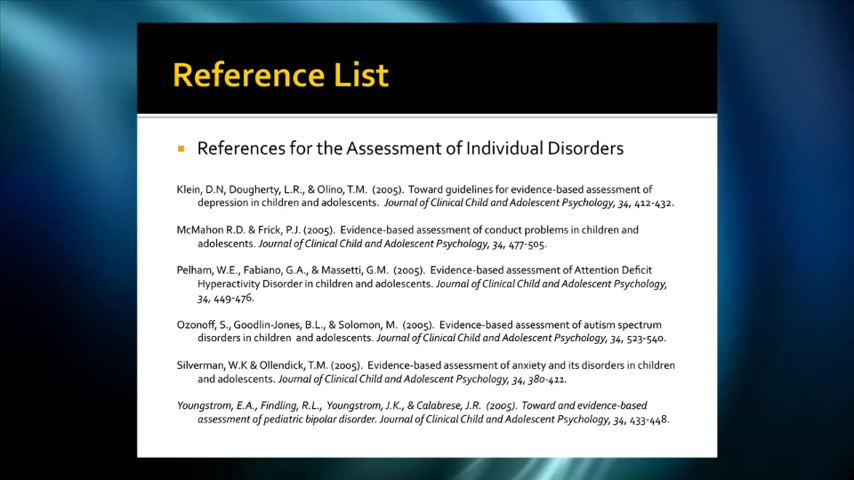 Reference List
References for the Assessment of Individual Disorders
Klein, D.N, Dougherty, L.R., & Olino, T.M. (2005). Toward guidelines for evidence-based assessment of
depression in children and adolescents. Journal of Clinical Child and Adolescent Psychology, 34, 412-432.
McMahon R.D. & Frick, P.J. (2005). Evidence-based assessment of conduct problems in children and
adolescents. Journal of Clinical Child and Adolescent Psychology, 34, 477-505.
Pelham, W.E., Fabiano, G.A., & Massetti, G.M. (2005). Evidence-based assessment of Attention Deficit
Hyperactivity Disorder in children and adolescents. Journal of Clinical Child and Adolescent Psychology,
34, 449-476.
Ozonoff, S., Goodlin-Jones, B.L., & Solomon, M. (2005). Evidence-based assessment of autism spectrum
disorders in children and adolescents. Journal of Clinical Child and Adolescent Psychology, 34, 523-540.
Silverman, W.K & Ollendick, T.M. (2005). Evidence-based assessment of anxiety and its disorders in children
and adolescents. Journal of Clinical Child and Adolescent Psychology, 34, 380-411.
Youngstrom, E.A., Findling, R.L., Youngstrom, J.K., & Calabrese, J.R. (2005). Toward and evidence-based
assessment of pediatric bipolar disorder. Journal of Clinical Child and Adolescent Psychology, 34, 433-448.